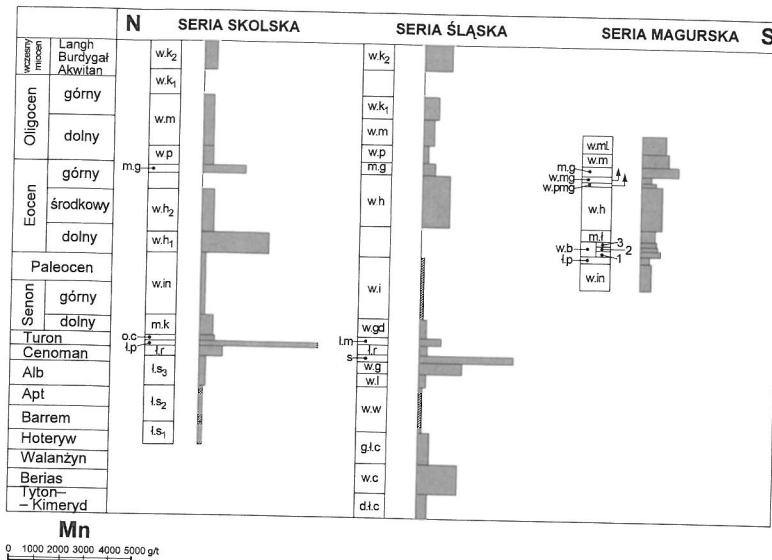 N SERIA SKOLSKA SERIA ŚLĄSKA SERIA MAGURSKA S
wczesny miocen
Langh
Burdygał
Akwitan
Oligocen
górny
dolny
Eocen
górny
środkowy
dolny
Paleocen
Senon
górny
dolny
Turon
Cenoman
Alb
Apt
Barrem
Hoteryw
Walanżyn
Berias
Tyton–
– Kimeryd
w.k2
w.k1
w.m
w.p
m.g
w.h2
w.h1
w.in
m.k
o.c
ł.p
ł.r
ł.s3
ł.s2
ł.s1
w.k2
w.k1
w.m
w.p
m.g
w.h
w.i
w.gd
ł.m
ł.r
s
w.g
w.l
w.w
g.ł.c
w.c
d.ł.c
w.ml
w.m
m.g
w.mg
w.pmg
w.h
m.ł
3
w.b 2
1
ł.p
w.in
Mn
0 1000 2000 3000 4000 5000 g/t